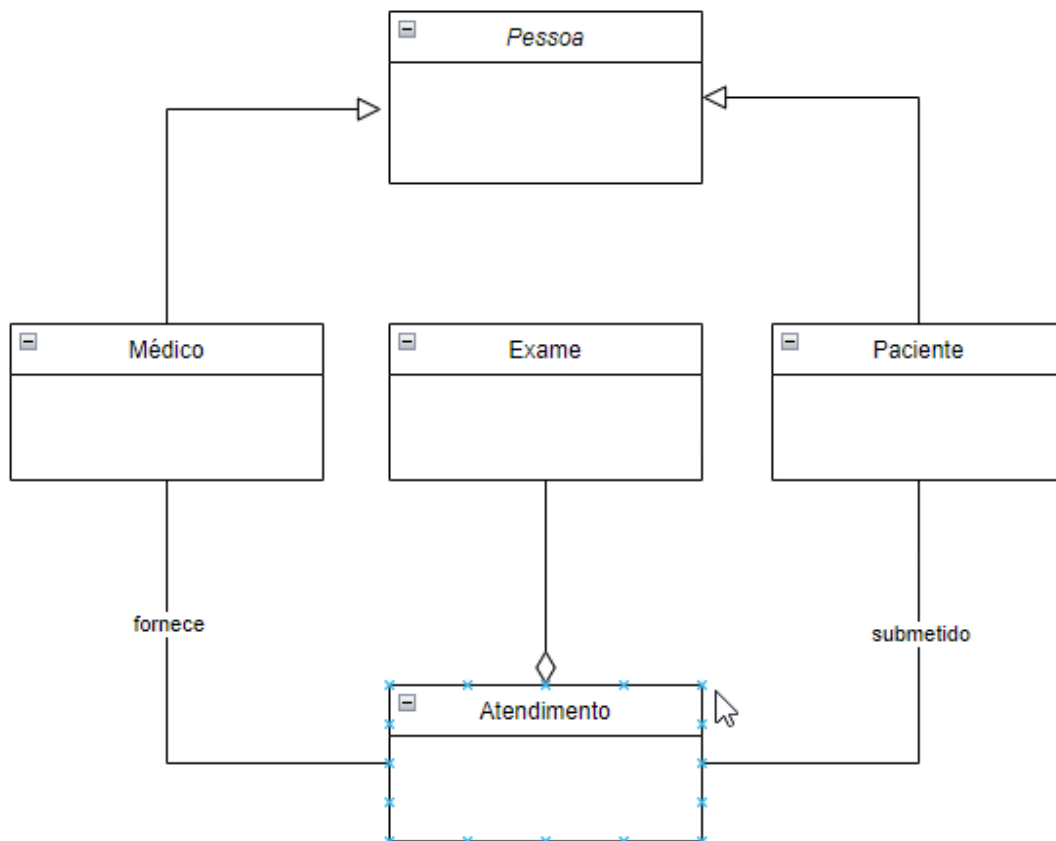 Pessoa
Médico
Exame
Paciente
fornece
submetido
Atendimento